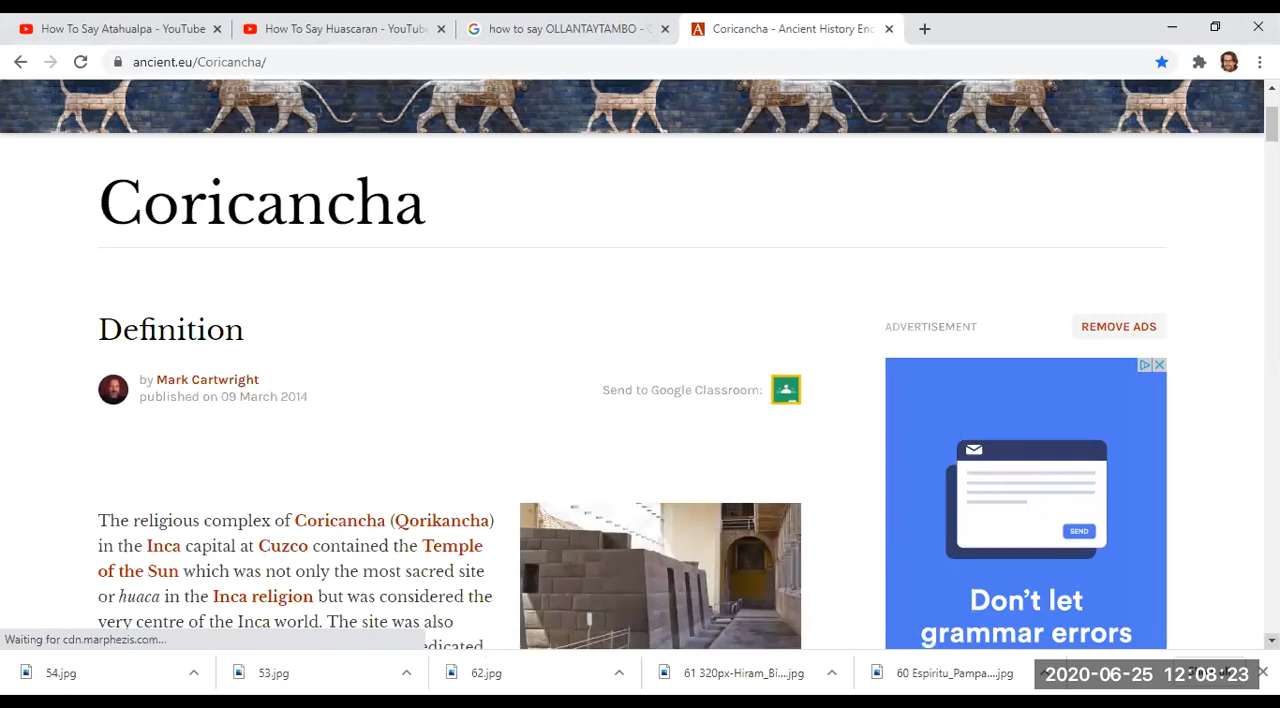 How To Say Atahualpa - YouTube
How To Say Huascaran - YouTube
how to say OLLANTAYTAMBO - G
Coricancha - Ancient History Enc
ancient.eu/Coricancha/
Coricancha
Definition
by Mark Cartwright
published on 09 March 2014
Send to Google Classroom:
ADVERTISEMENT
REMOVE ADS
The religious complex of Coricancha (Qorikancha)
in the Inca capital at Cuzco contained the Temple
of the Sun which was not only the most sacred site
or huaca in the Inca religion but was considered the
very centre of the Inca world. The site was also
edicated
SEND
Don't let
grammar errors
Waiting for cdn.marphezis.com...
54.jpg
53.jpg
62.jpg
61 320px-Hiram_Bi....jpg
60 Espiritu_Pampa....jpg
2020-06-25 12:08:23